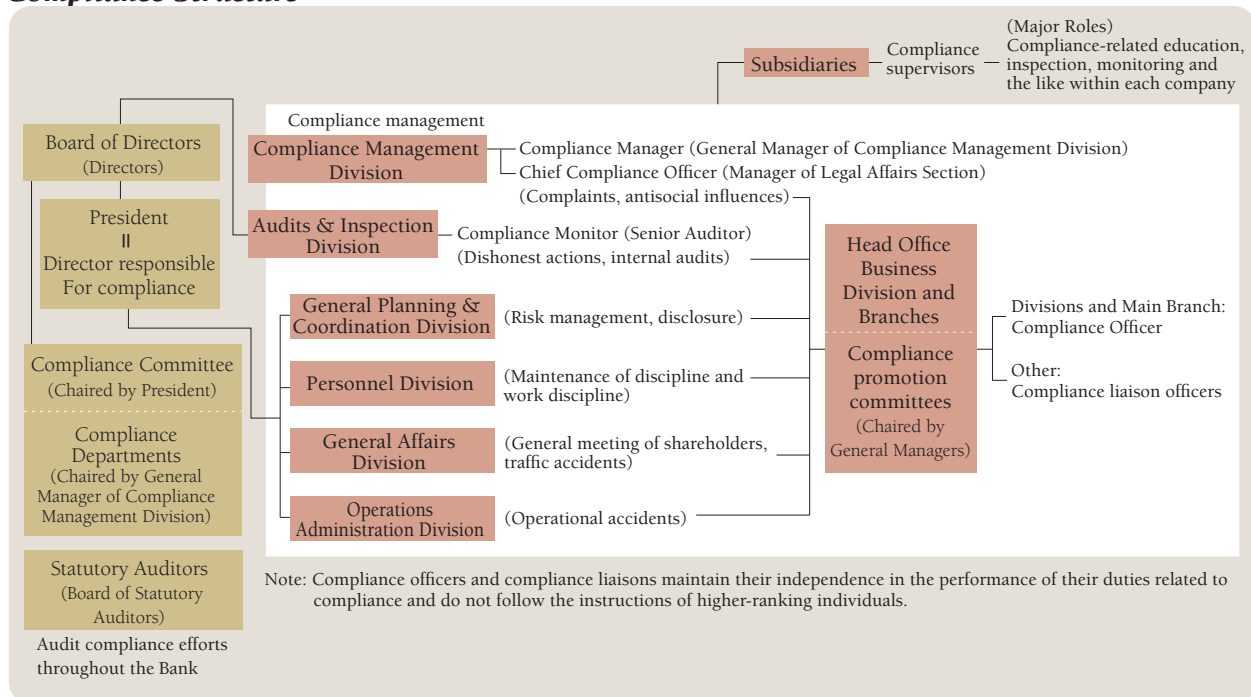 Compliance Structure
Subsidiaries
Compliance
supervisors
(Major Roles)
Compliance-related education,
inspection, monitoring and
the like within each company
Board of Directors
(Directors)
President
II
Director responsible
For compliance
Compliance Committee
(Chaired by President)
Compliance
Departments
(Chaired by General
Manager of Compliance
Management Division)
Statutory Auditors
(Board of Statutory
Auditors)
Audit compliance efforts
throughout the Bank
Compliance management
Compliance Management
Division
Compliance Manager (General Manager of Compliance Management Division)
Chief Compliance Officer (Manager of Legal Affairs Section)
(Complaints, antisocial influences)
Audits & Inspection
Division
Compliance Monitor (Senior Auditor)
(Dishonest actions, internal audits)
General Planning &
Coordination Division
(Risk management, disclosure)
Personnel Division
(Maintenance of discipline and
work discipline)
General Affairs
Division
(General meeting of shareholders,
traffic accidents)
Operations
Administration Division
(Operational accidents)
Head Office
Business
Division and
Branches
Compliance
promotion
committees
(Chaired by
General Managers)
Divisions and Main Branch:
Compliance Officer
Other:
Compliance liaison officers
Note: Compliance officers and compliance liaisons maintain their independence in the performance of their duties related to
compliance and do not follow the instructions of higher-ranking individuals.